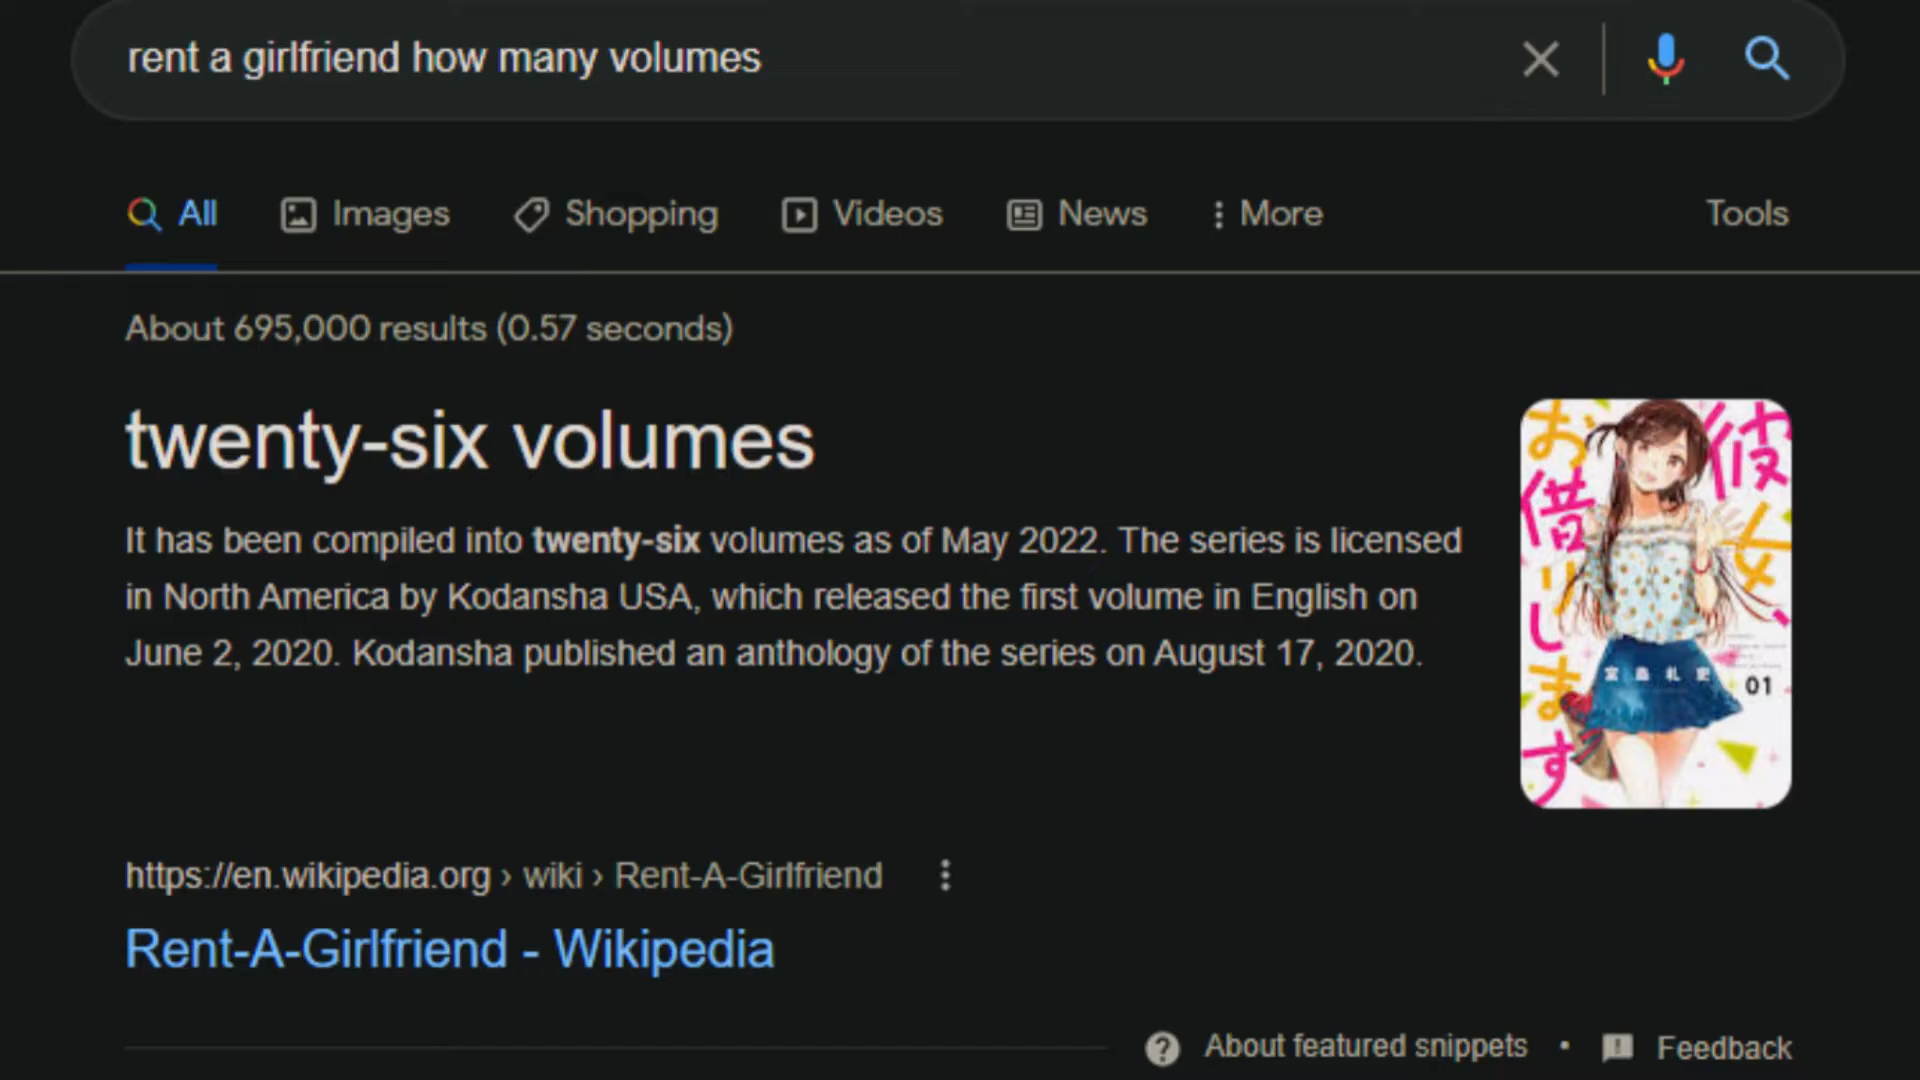 rent a girlfriend how many volumes
All Images Shopping Videos News More Tools
About 695,000 results (0.57 seconds)
twenty-six volumes
It has been compiled into twenty-six volumes as of May 2022. The series is licensed
in North America by Kodansha USA, which released the first volume in English on
June 2, 2020. Kodansha published an anthology of the series on August 17, 2020.
彼女、
お借りします
宮島礼吏
01
https://en.wikipedia.org › wiki › Rent-A-Girlfriend
Rent-A-Girlfriend - Wikipedia
About featured snippets • Feedback